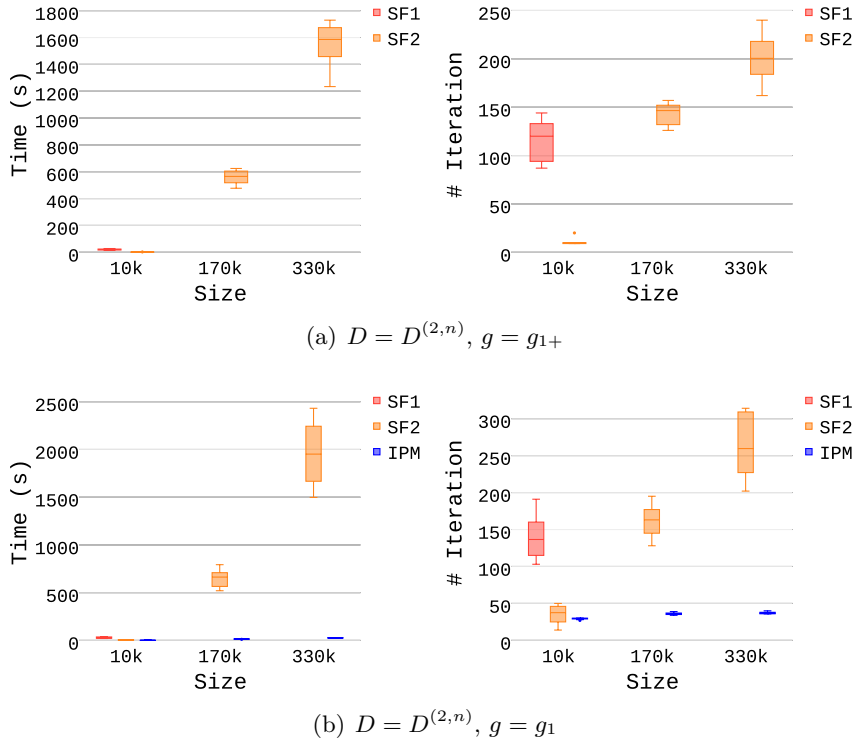 1800
1600
1400
1200
1000
800
600
400
200
0
Time (s)
10k 170k 330k
Size
SF1
SF2
250
200
150
100
50
0
# Iteration
10k 170k 330k
Size
SF1
SF2
(a) $D = D^{(2,n)}$, $g = g_{1+}$
2500
2000
1500
1000
500
0
Time (s)
10k 170k 330k
Size
SF1
SF2
IPM
300
250
200
150
100
50
0
# Iteration
10k 170k 330k
Size
SF1
SF2
IPM
(b) $D = D^{(2,n)}$, $g = g_1$